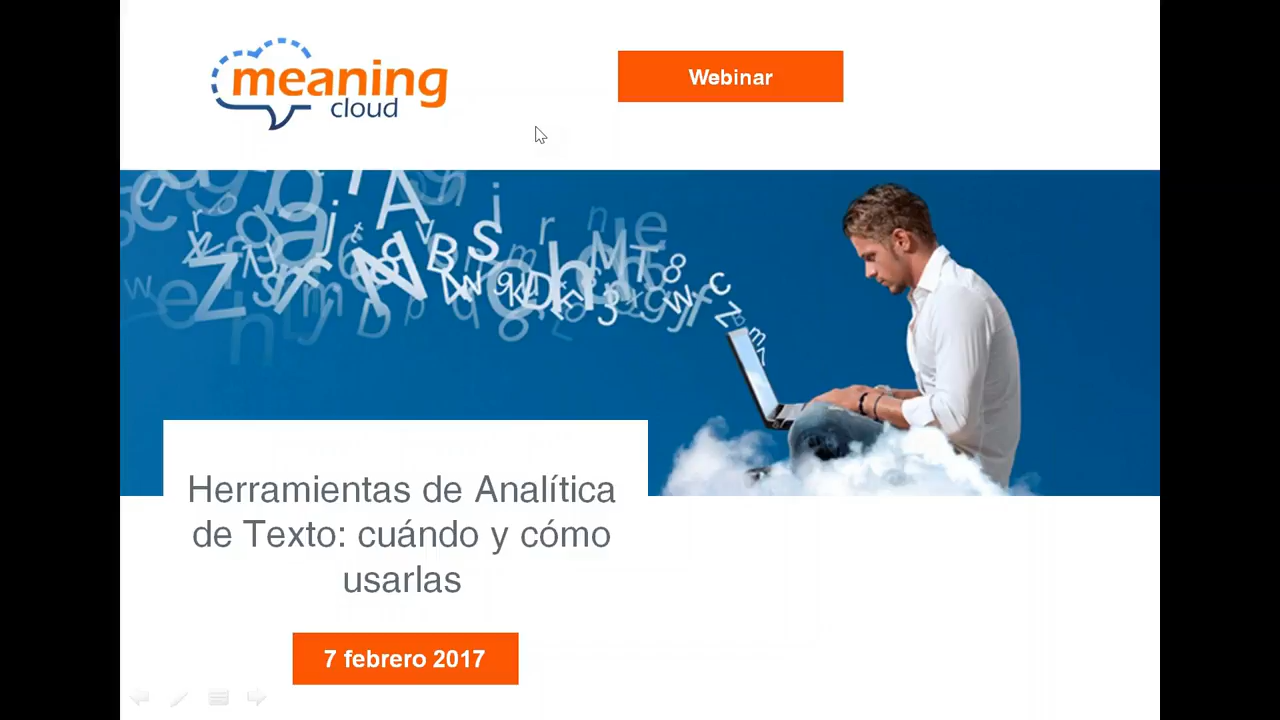 meaning
cloud
Webinar
Herramientas de Analítica
de Texto: cuándo y cómo
usarlas
7 febrero 2017